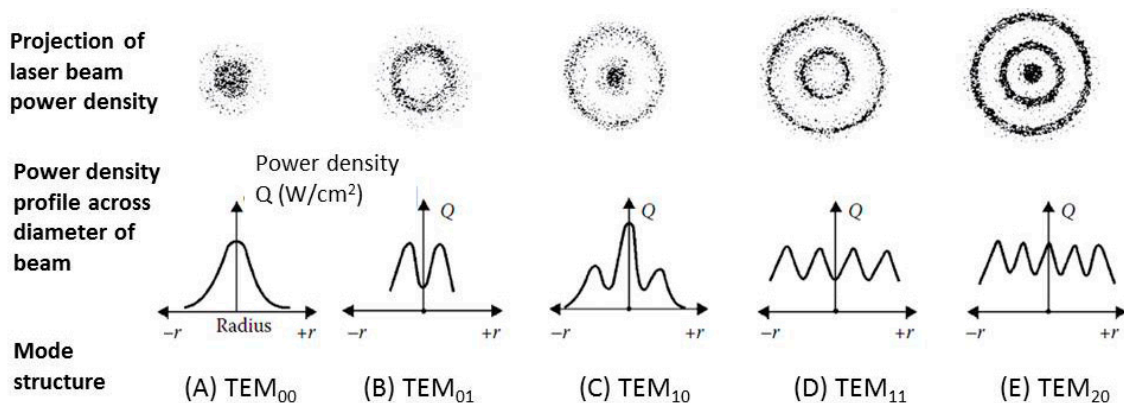 Projection of
laser beam
power density
Power density
profile across
diameter of
beam
Power density
Q (W/cm²)
Q
Q
Q
Q
Radius
−r
+r
−r
+r
−r
+r
−r
+r
−r
+r
Mode
structure
(A) TEM₀₀
(B) TEM₀₁
(C) TEM₁₀
(D) TEM₁₁
(E) TEM₂₀